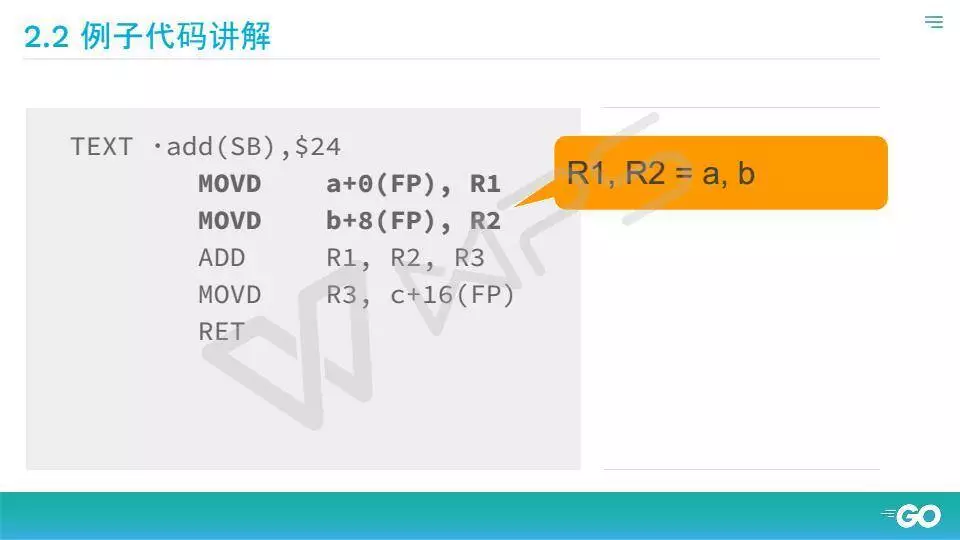 2.2 例子代码讲解
TEXT ·add(SB),$24
MOVD a+0(FP), R1
MOVD b+8(FP), R2
ADD R1, R2, R3
MOVD R3, c+16(FP)
RET
R1, R2 = a, b
WPS
GO